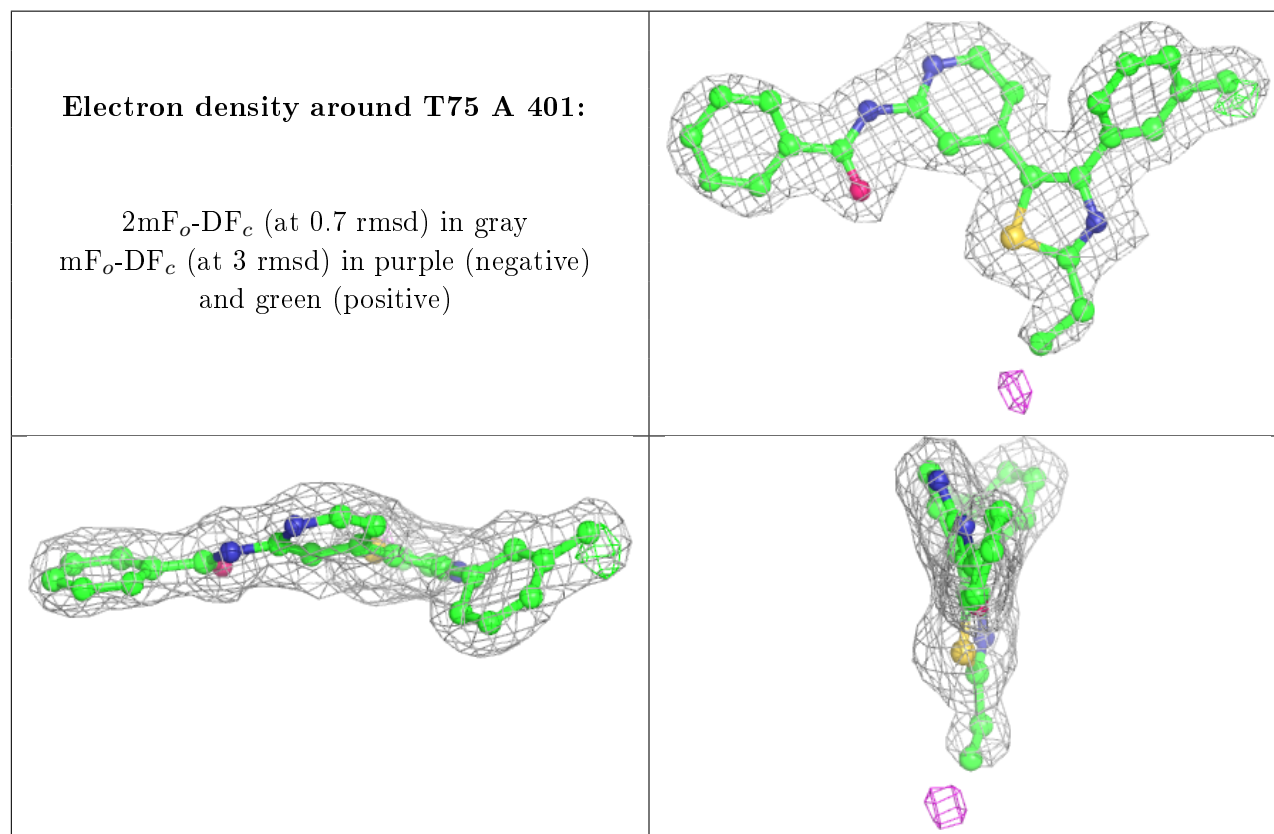 Electron density around T75 A 401:
2mFo-DFc (at 0.7 rmsd) in gray
mFo-DFc (at 3 rmsd) in purple (negative)
and green (positive)